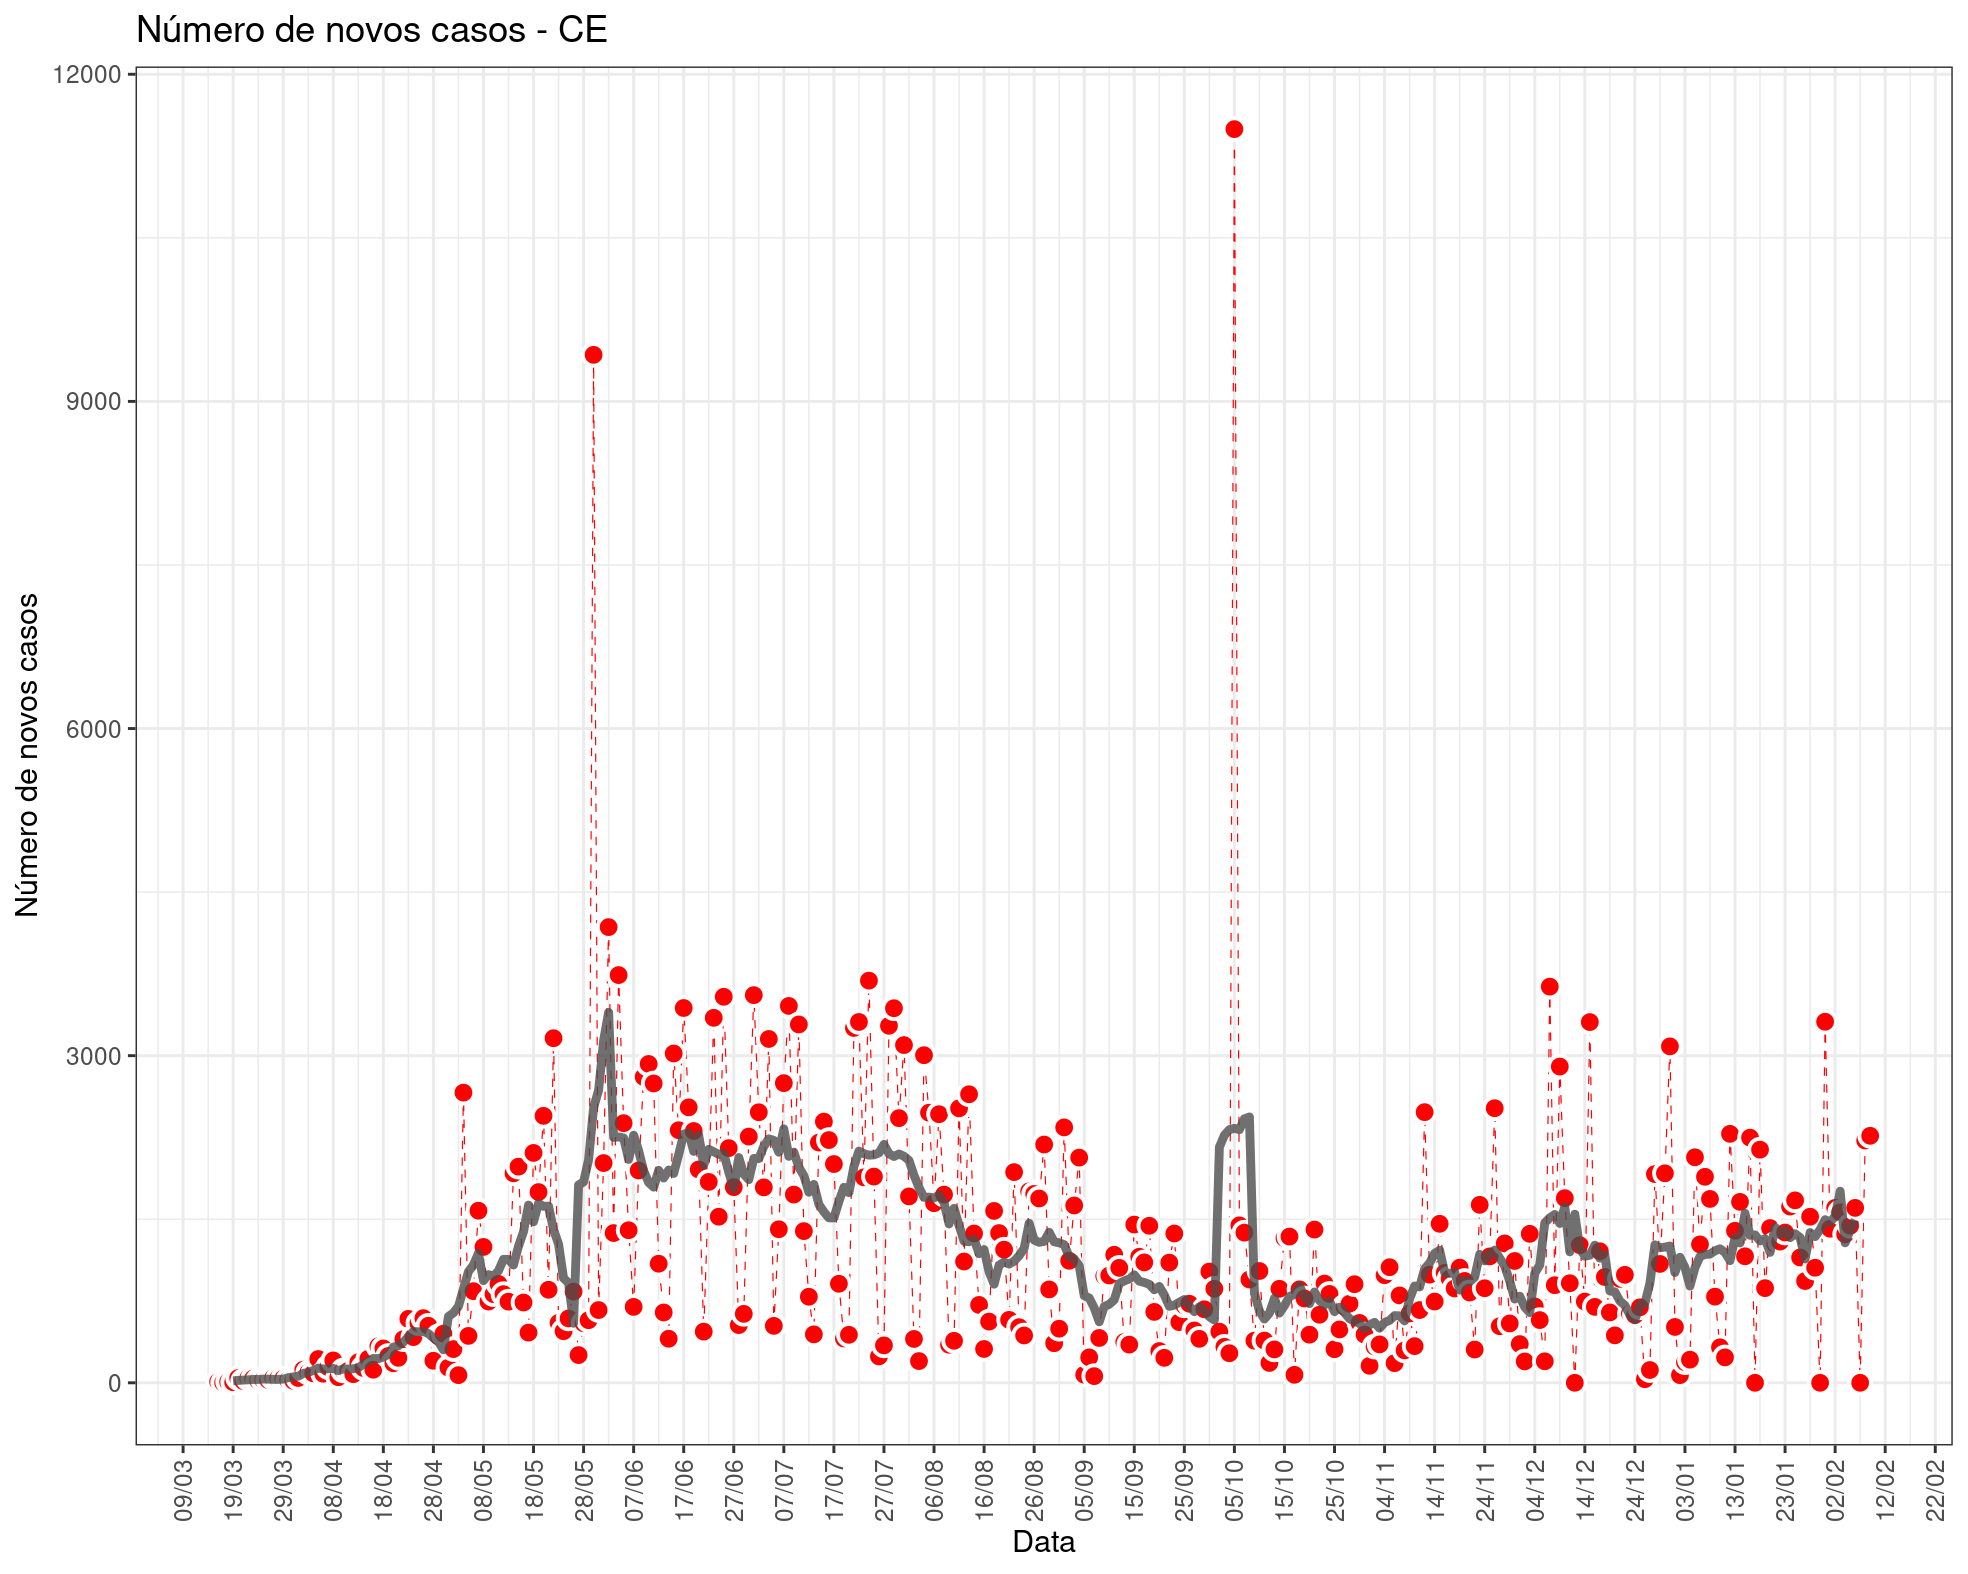 Número de novos casos - CE
12000
9000
6000
3000
0
Número de novos casos
09/03 19/03 29/03 08/04 18/04 28/04 08/05 18/05 28/05 07/06 17/06 27/06 07/07 17/07 27/07 06/08 16/08 26/08 05/09 15/09 25/09 05/10 15/10 25/10 04/11 14/11 24/11 04/12 14/12 24/12 03/01 13/01 23/01 02/02 12/02 22/02
Data